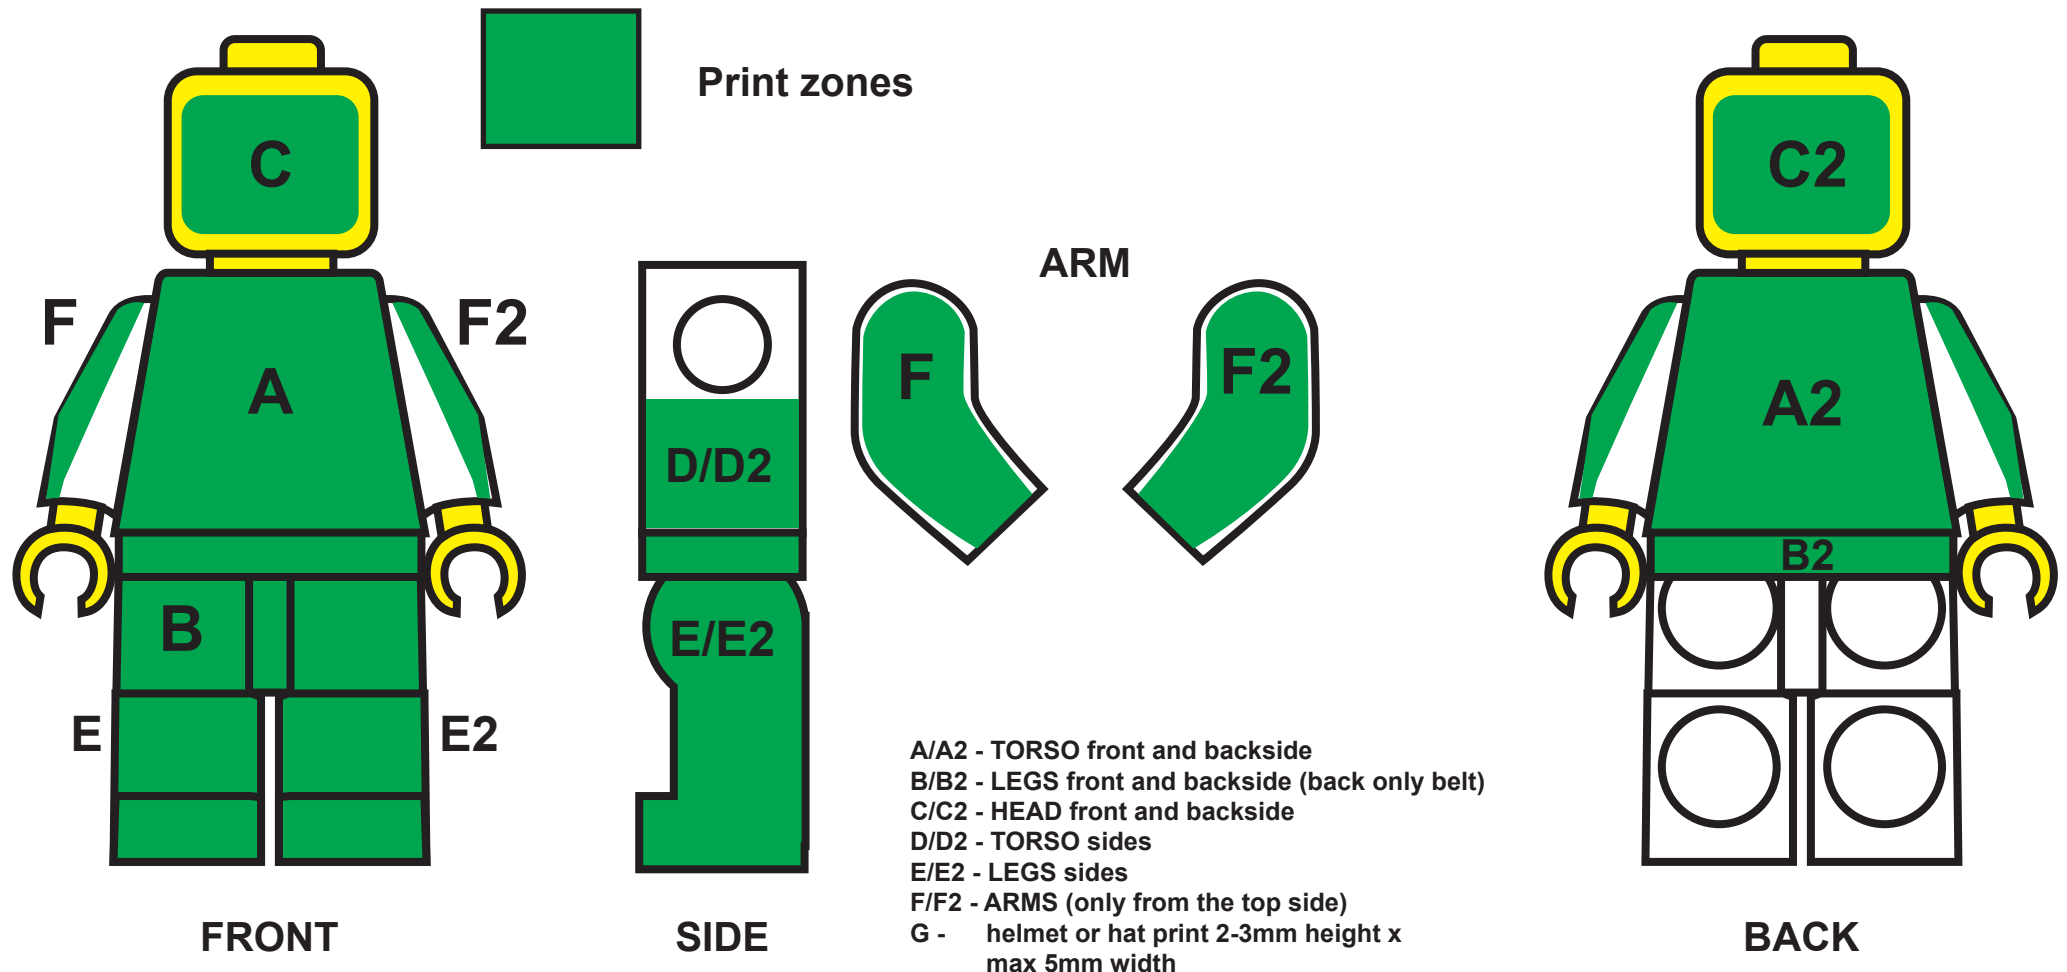 Print zones
C
C2
ARM
F
F2
F
F2
A
A2
D/D2
B2
B
E/E2
E
E2
A/A2 - TORSO front and backside
B/B2 - LEGS front and backside (back only belt)
C/C2 - HEAD front and backside
D/D2 - TORSO sides
E/E2 - LEGS sides
F/F2 - ARMS (only from the top side)
G - helmet or hat print 2-3mm height x
max 5mm width
FRONT
SIDE
BACK